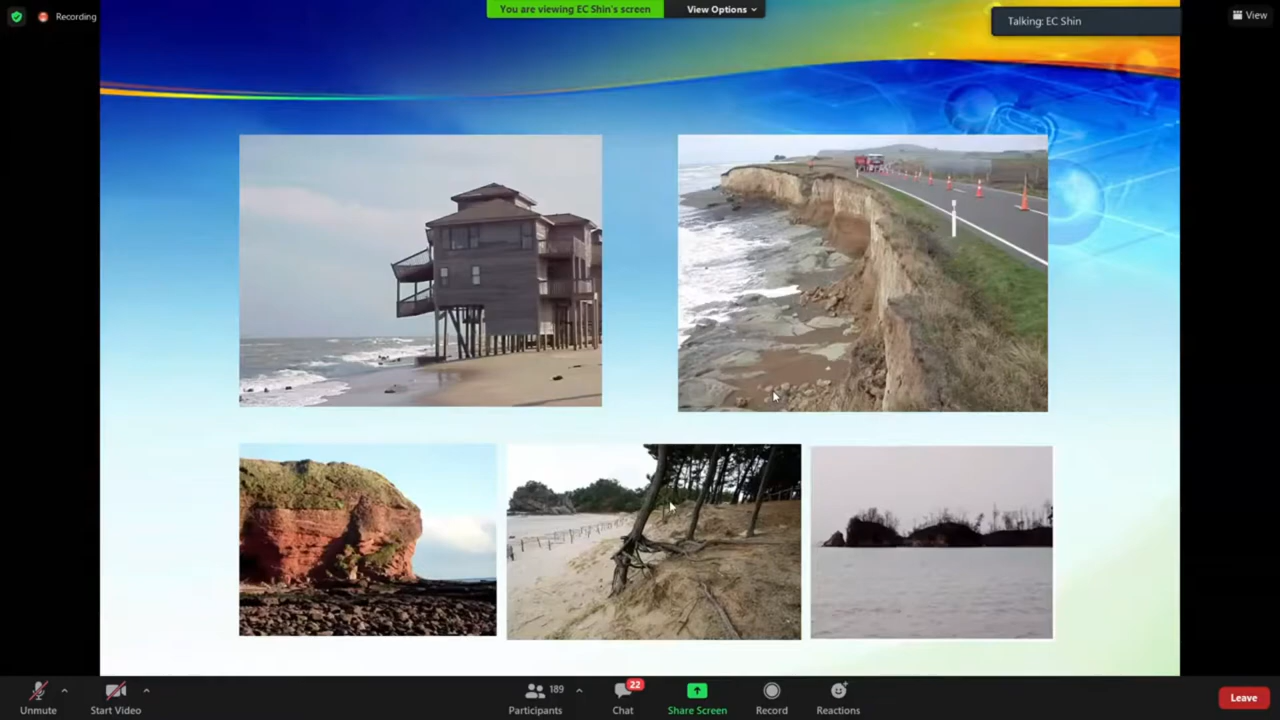 Recording
You are viewing EC Shin's screen
View Options
Talking: EC Shin
View
Unmute
Start Video
Participants
189
Chat
22
Share Screen
Record
Reactions
Leave